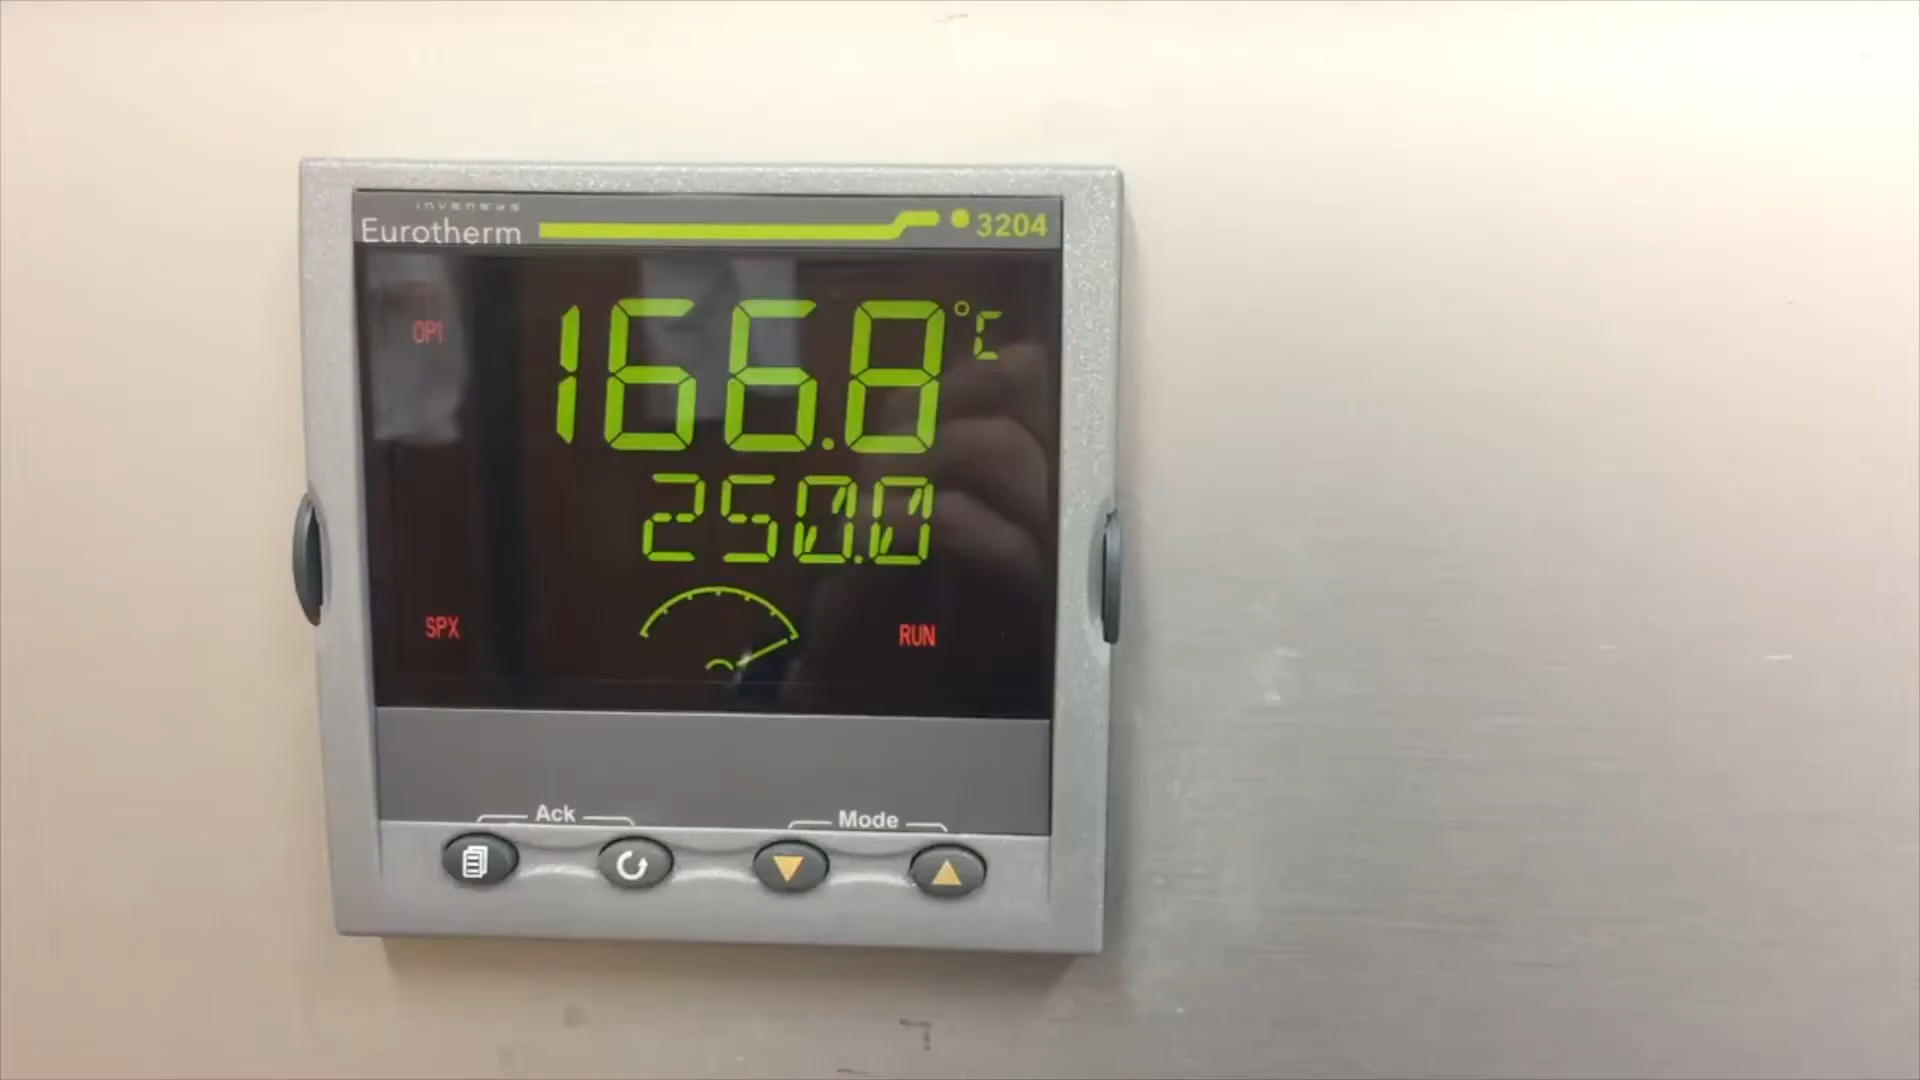 invensys
Eurotherm 3204
OP1
166.8 °C
250.0
SPX RUN
Ack Mode